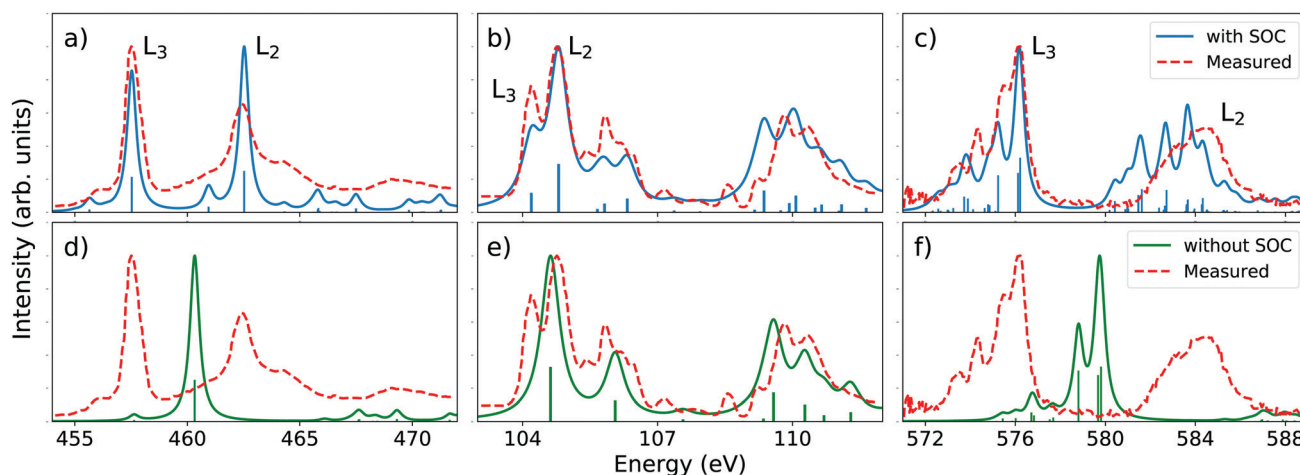 a)
L3
L2
b)
L3
L2
c)
L3
L2
with SOC
Measured
Intensity (arb. units)
d)
e)
f)
without SOC
Measured
455 460 465 470
104 107 110
572 576 580 584 588
Energy (eV)